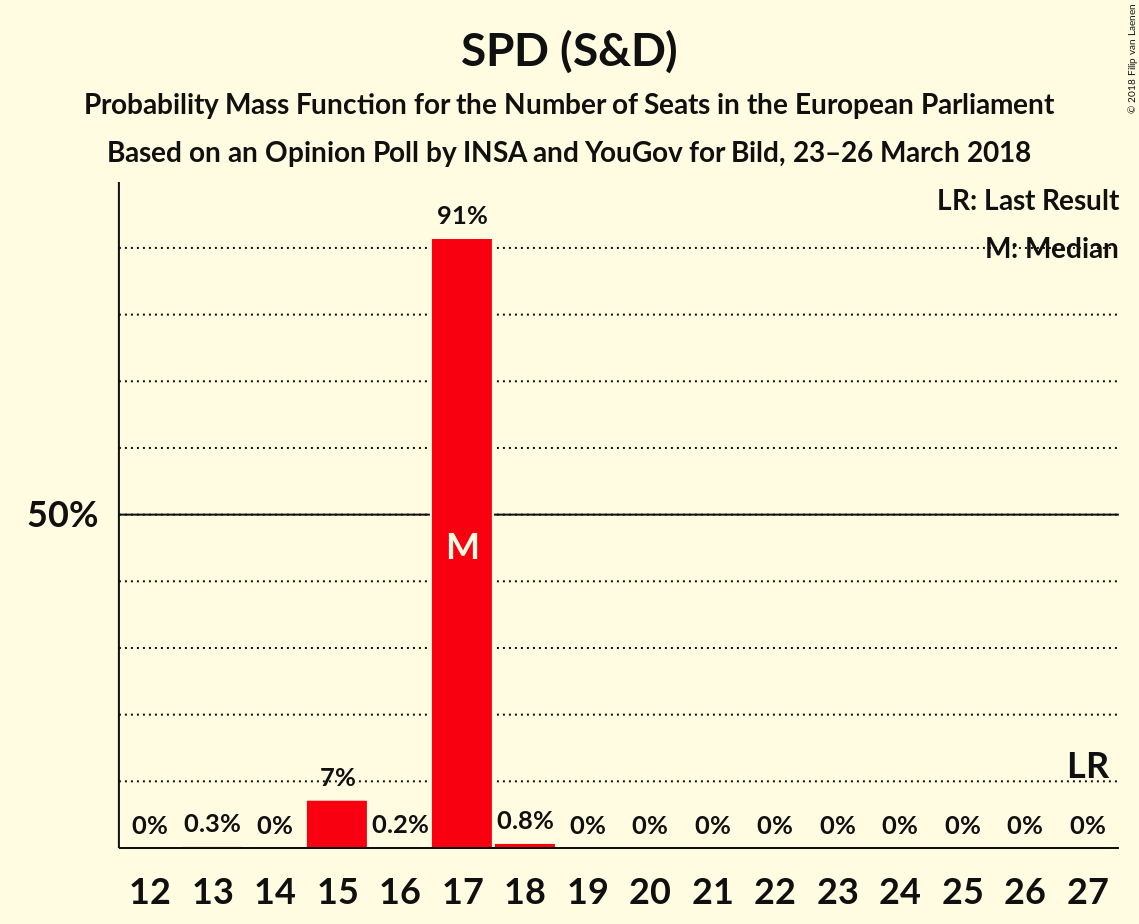 SPD (S&D)
Probability Mass Function for the Number of Seats in the European Parliament
Based on an Opinion Poll by INSA and YouGov for Bild, 23–26 March 2018
© 2018 Filip van Laenen
LR: Last Result
M: Median
91%
50%
M
7%
LR
0% 0.3% 0% 0.2% 0.8% 0% 0% 0% 0% 0% 0% 0% 0% 0%
12 13 14 15 16 17 18 19 20 21 22 23 24 25 26 27